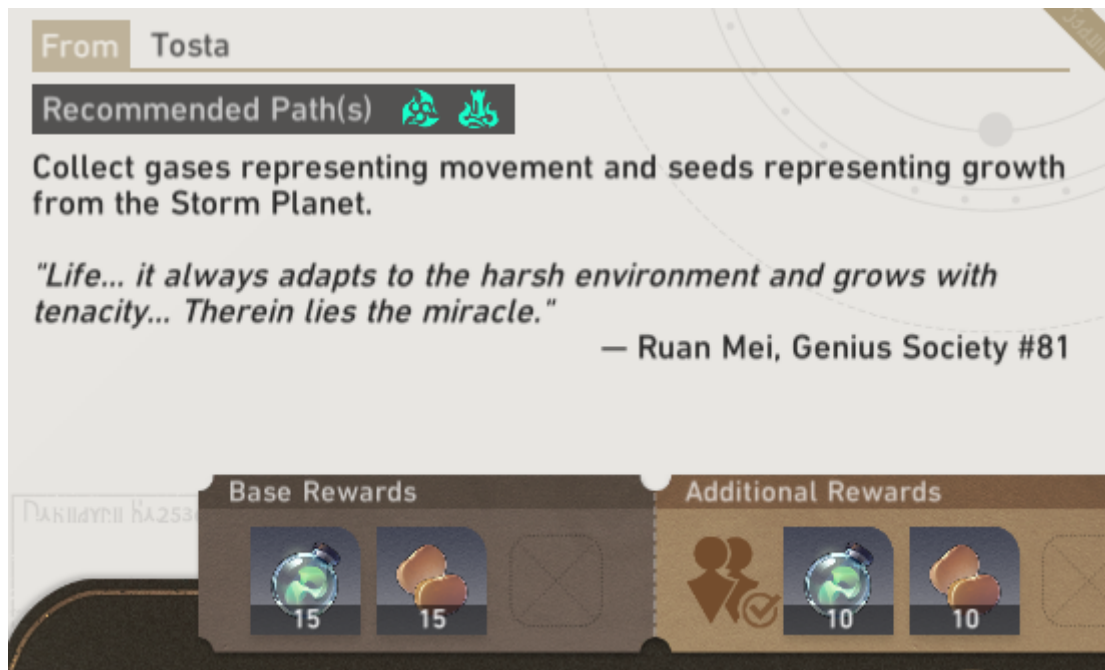 From Tosta
Recommended Path(s)
Collect gases representing movement and seeds representing growth
from the Storm Planet.
"Life... it always adapts to the harsh environment and grows with
tenacity... Therein lies the miracle."
— Ruan Mei, Genius Society #81
Base Rewards
Additional Rewards
15
15
10
10